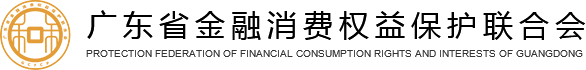 广东省金融消费权益保护联合会
PROTECTION FEDERATION OF FINANCIAL CONSUMPTION RIGHTS AND INTERESTS OF GUANGDONG